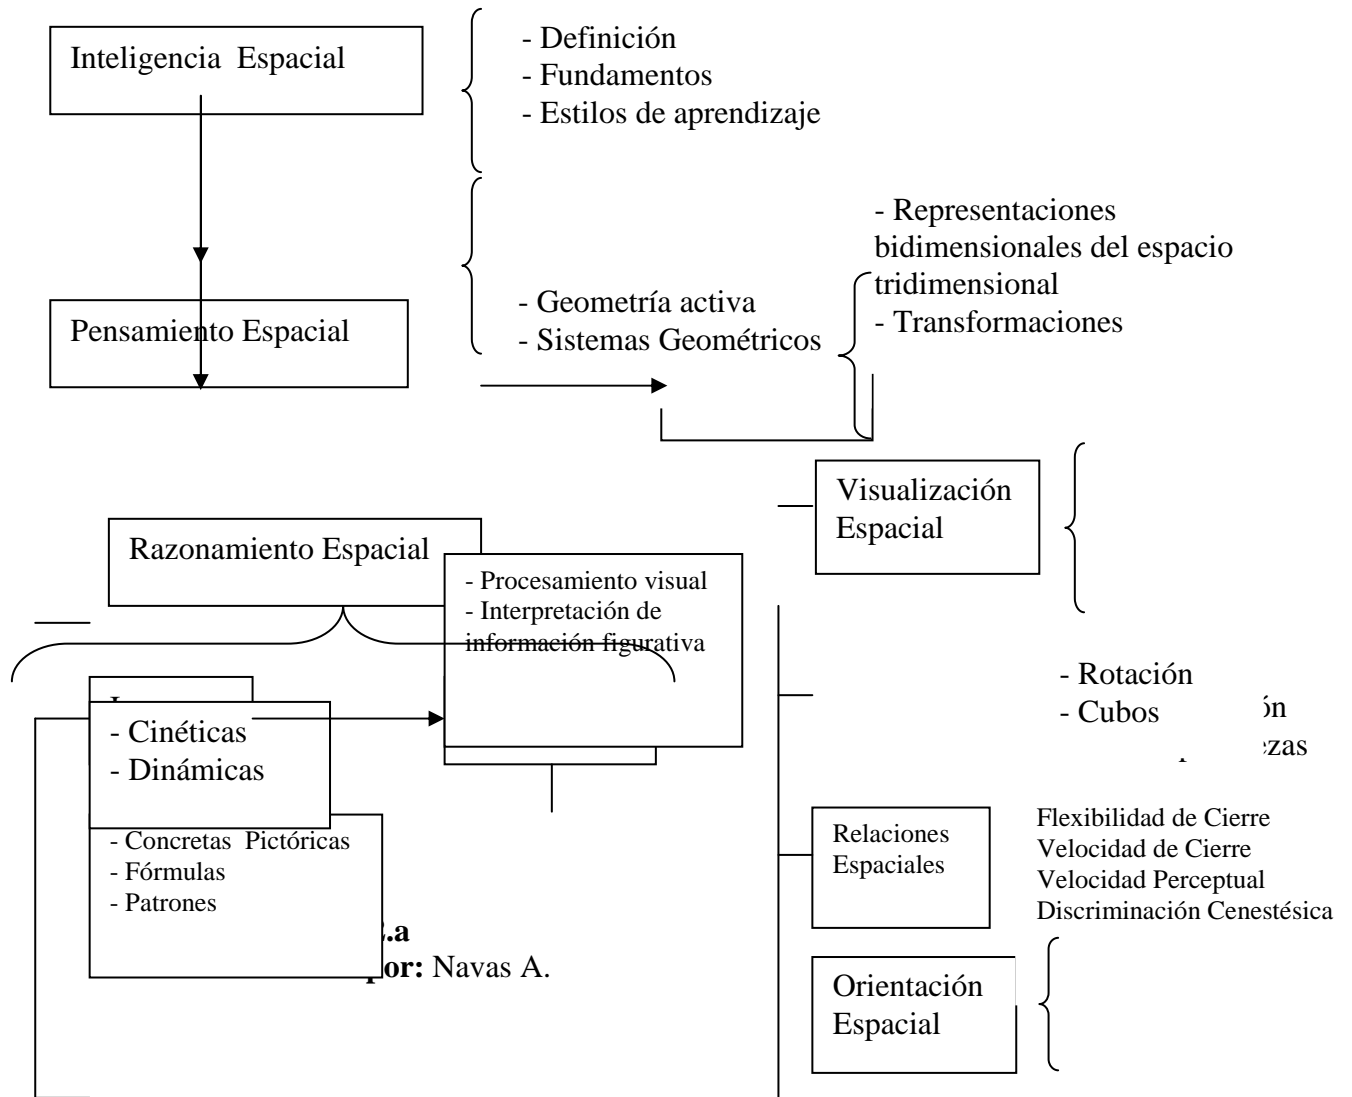 Inteligencia Espacial
- Definición
- Fundamentos
- Estilos de aprendizaje
- Representaciones
bidimensionales del espacio
tridimensional
- Transformaciones
- Geometría activa
- Sistemas Geométricos
Pensamiento Espacial
Visualización
Espacial
Razonamiento Espacial
- Procesamiento visual
- Interpretación de
información figurativa
- Rotación
- Cubos
- Cinéticas
- Dinámicas
- Concretas Pictóricas
- Fórmulas
- Patrones
Relaciones
Espaciales
Flexibilidad de Cierre
Velocidad de Cierre
Velocidad Perceptual
Discriminación Cenestésica
Navas A.
Orientación
Espacial